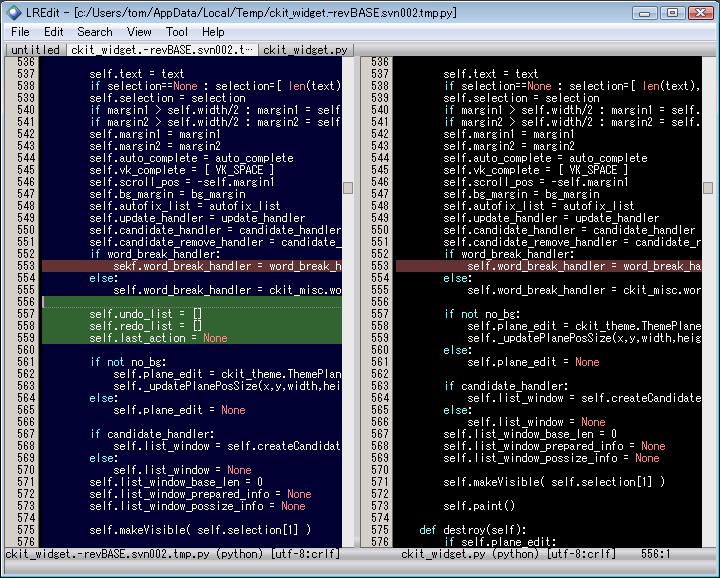 LREdit - [c:/Users/tom/AppData/Local/Temp/ckit_widget.-revBASE.svn002.tmp.py]
File Edit Search View Tool Help
untitled ckit_widget.-revBASE.svn002.t… ckit_widget.py
536
537 self.text = text
538 if selection==None : selection=[ len(text)
539 self.selection = selection
540 if margin1 > self.width/2 : margin1 = self
541 if margin2 > self.width/2 : margin2 = self
542 self.margin1 = margin1
543 self.margin2 = margin2
544 self.auto_complete = auto_complete
545 self.vk_complete = [ VK_SPACE ]
546 self.scroll_pos = -self.margin1
547 self.bg_margin = bg_margin
548 self.autofix_list = autofix_list
549 self.update_handler = update_handler
550 self.candidate_handler = candidate_handler
551 self.candidate_remove_handler = candidate_
552 if word_break_handler:
553 sekf.word_break_handler = word_break_h
554 else:
555 self.word_break_handler = ckit_misc.wo
556
557 self.undo_list = []
558 self.redo_list = []
559 self.last_action = None
560
561 if not no_bg:
562 self.plane_edit = ckit_theme.ThemePlan
563 self._updatePlanePosSize(x,y,width,hei
564 else:
565 self.plane_edit = None
566
567 if candidate_handler:
568 self.list_window = self.createCandidat
569 else:
570 self.list_window = None
571 self.list_window_base_len = 0
572 self.list_window_prepared_info = None
573 self.list_window_possize_info = None
574
575 self.makeVisible( self.selection[1] )
576
ckit_widget.-revBASE.svn002.tmp.py (python) [utf-8:crlf]
536
537 self.text = text
538 if selection==None : selection=[ len(text),
539 self.selection = selection
540 if margin1 > self.width/2 : margin1 = self.
541 if margin2 > self.width/2 : margin2 = self.
542 self.margin1 = margin1
543 self.margin2 = margin2
544 self.auto_complete = auto_complete
545 self.vk_complete = [ VK_SPACE ]
546 self.scroll_pos = -self.margin1
547 self.bg_margin = bg_margin
548 self.autofix_list = autofix_list
549 self.update_handler = update_handler
550 self.candidate_handler = candidate_handler
551 self.candidate_remove_handler = candidate_r
552 if word_break_handler:
553 self.word_break_handler = word_break_ha
554 else:
555 self.word_break_handler = ckit_misc.wor
556
557 if not no_bg:
558 self.plane_edit = ckit_theme.ThemePlane
559 self._updatePlanePosSize(x,y,width,heig
560 else:
561 self.plane_edit = None
562
563 if candidate_handler:
564 self.list_window = self.createCandidate
565 else:
566 self.list_window = None
567 self.list_window_base_len = 0
568 self.list_window_prepared_info = None
569 self.list_window_possize_info = None
570
571 self.makeVisible( self.selection[1] )
572
573 self.paint()
574
575 def destroy(self):
576 if self.plane_edit:
ckit_widget.py (python) [utf-8:crlf] 556:1